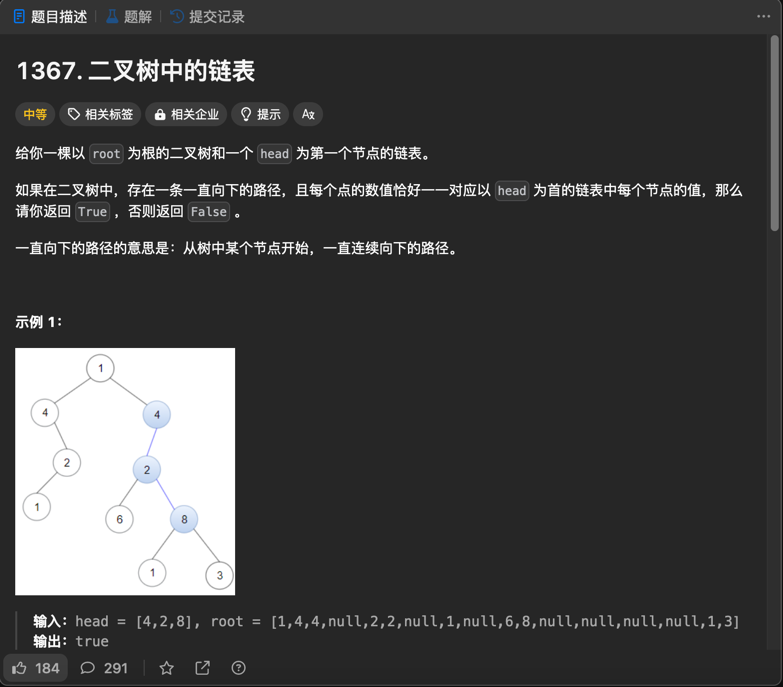 题目描述 题解 提交记录
1367. 二叉树中的链表
中等 相关标签 相关企业 提示
给你一棵以 root 为根的二叉树和一个 head 为第一个节点的链表。
如果在二叉树中，存在一条一直向下的路径，且每个点的数值恰好一一对应以 head 为首的链表中每个节点的值，那么
请你返回 True ，否则返回 False 。
一直向下的路径的意思是：从树中某个节点开始，一直连续向下的路径。
示例 1：
1
4 4
2 2
1 6 8
1 3
输入：head = [4,2,8], root = [1,4,4,null,2,2,null,1,null,6,8,null,null,null,null,1,3]
输出：true
184 291